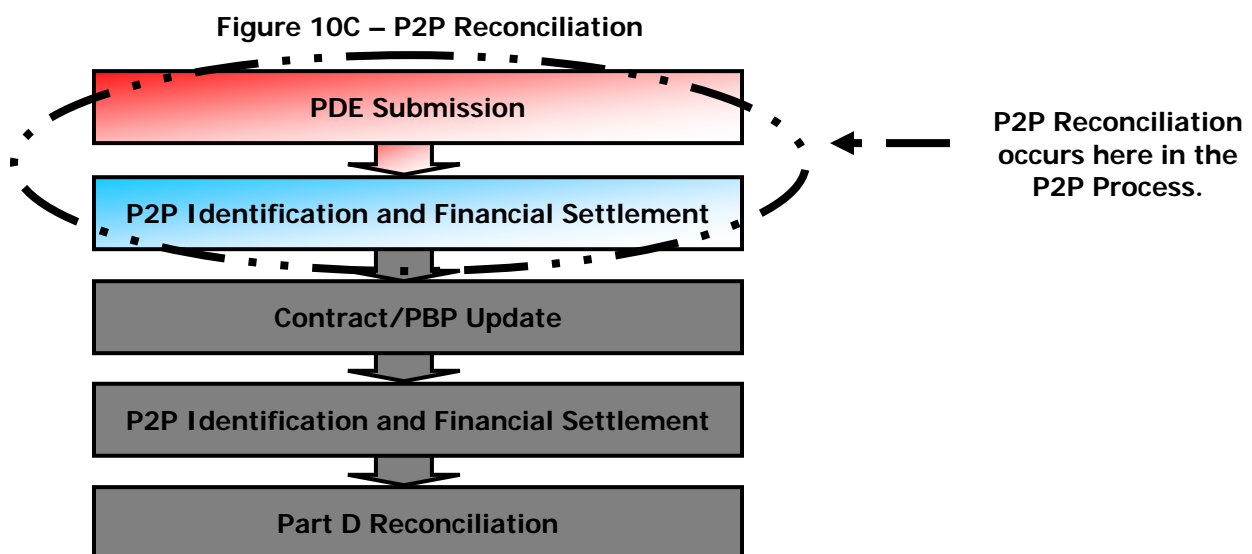 Figure 10C – P2P Reconciliation
PDE Submission
P2P Reconciliation
occurs here in the
P2P Process.
P2P Identification and Financial Settlement
Contract/PBP Update
P2P Identification and Financial Settlement
Part D Reconciliation